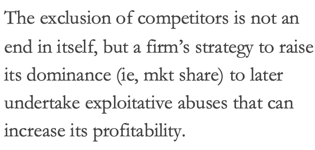 The exclusion of competitors is not an
end in itself, but a firm's strategy to raise
its dominance (ie, mkt share) to later
undertake exploitative abuses that can
increase its profitability.